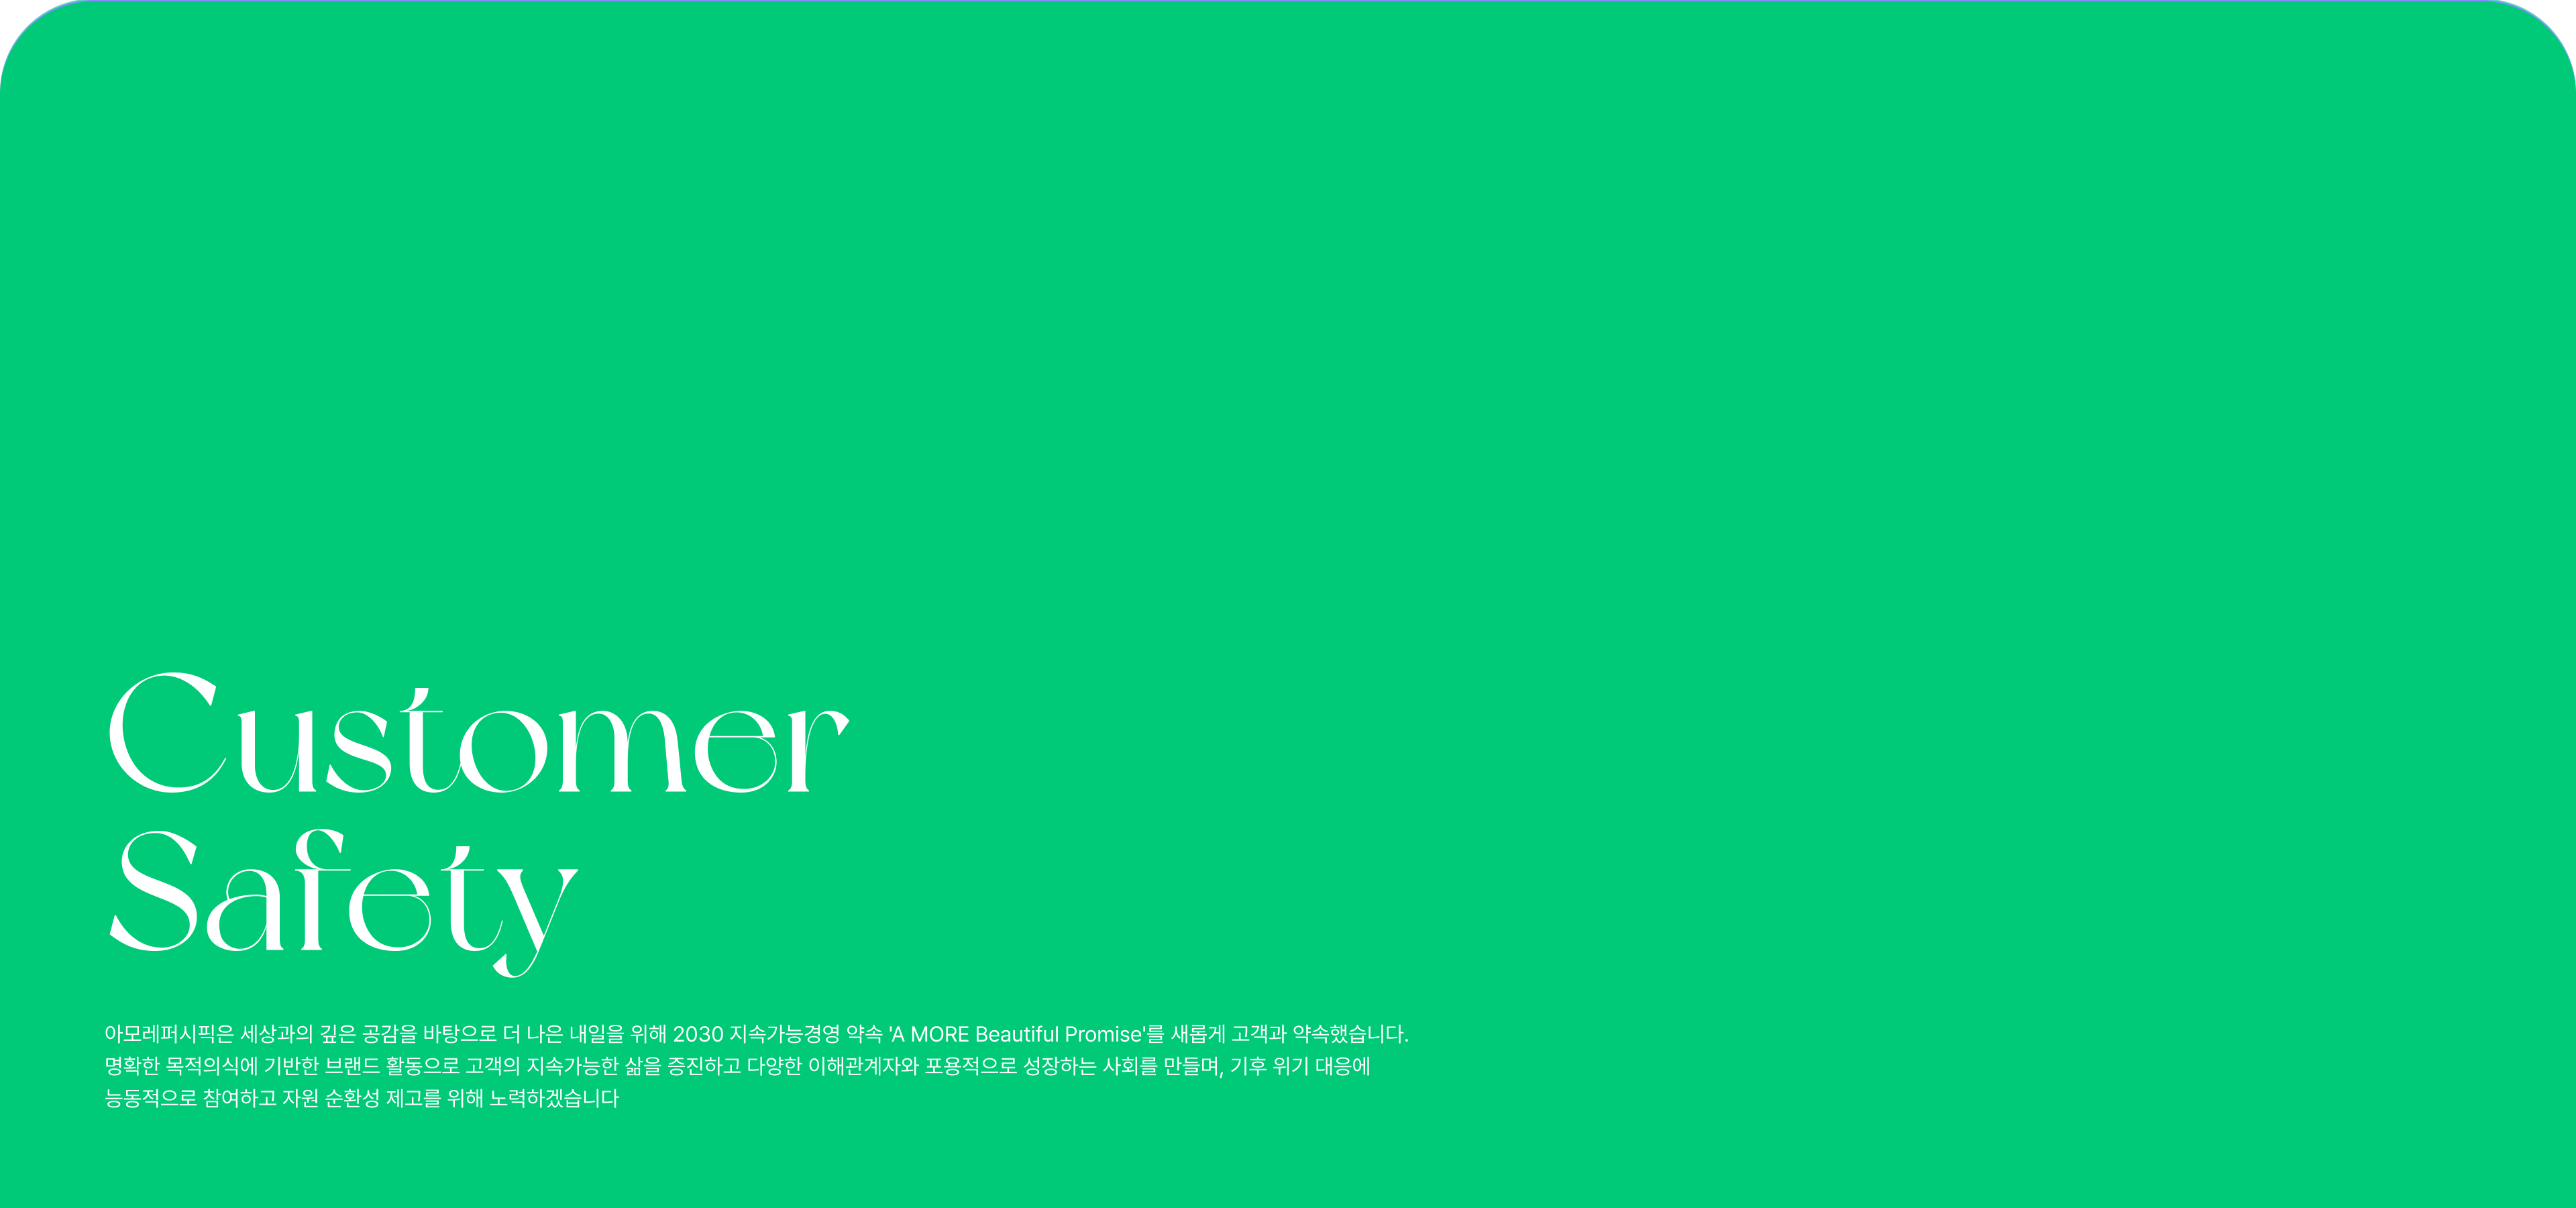 Customer
Safety
아모레퍼시픽은 세상과의 깊은 공감을 바탕으로 더 나은 내일을 위해 2030 지속가능경영 약속 'A MORE Beautiful Promise'를 새롭게 고객과 약속했습니다.
명확한 목적의식에 기반한 브랜드 활동으로 고객의 지속가능한 삶을 증진하고 다양한 이해관계자와 포용적으로 성장하는 사회를 만들며, 기후 위기 대응에
능동적으로 참여하고 자원 순환성 제고를 위해 노력하겠습니다